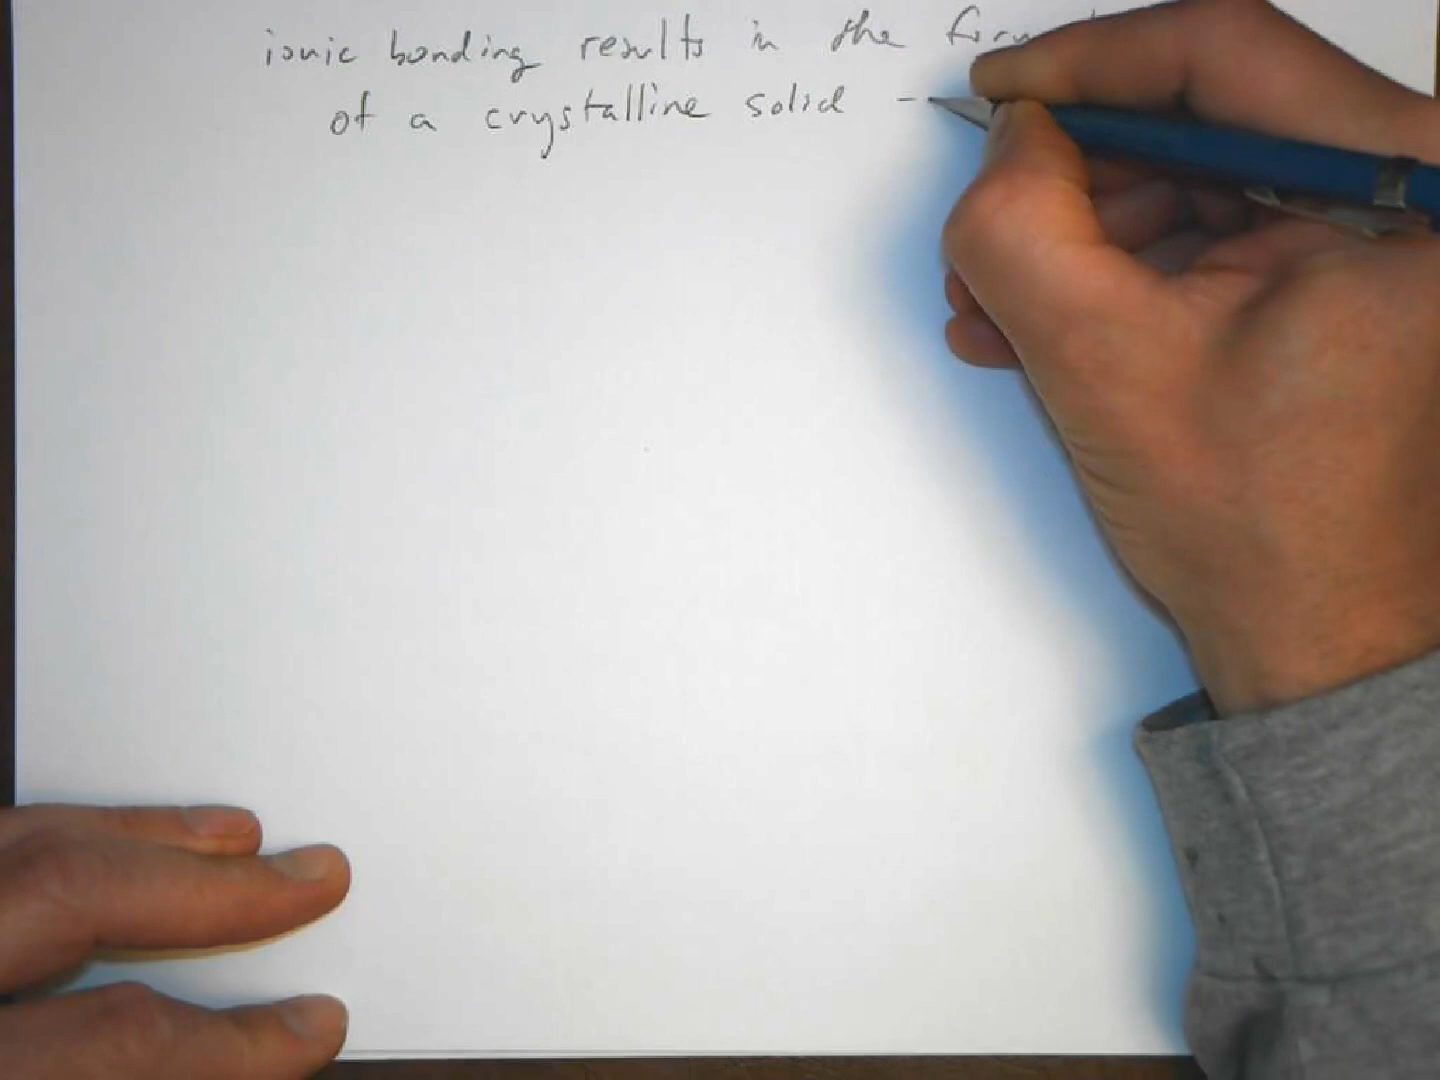 ionic bonding results in the
of a crystalline solid -